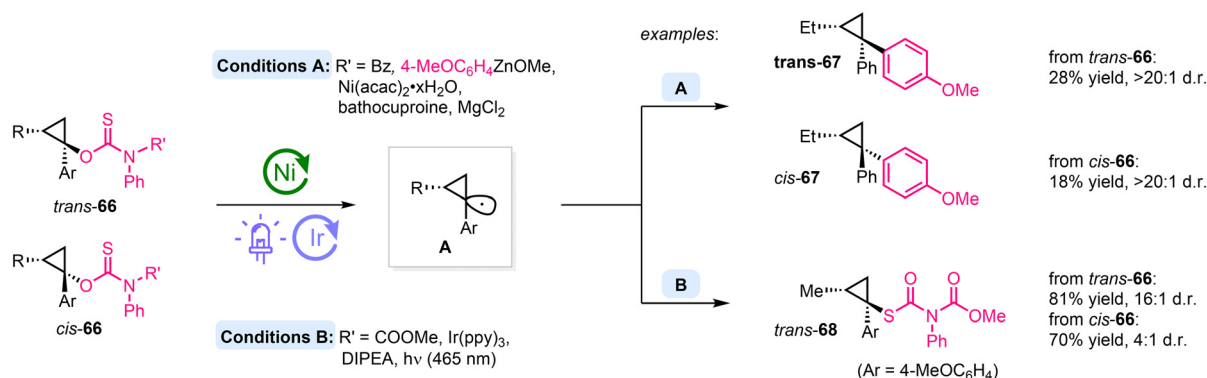 R
S
O
N
R'
Ar
Ph
trans-66
R
S
O
N
R'
Ar
Ph
cis-66
Conditions A: R' = Bz, 4-MeOC6H4ZnOMe,
Ni(acac)2•xH2O,
bathocuproine, MgCl2
Ni
Ir
Conditions B: R' = COOMe, Ir(ppy)3,
DIPEA, hν (465 nm)
R
Ar
A
examples:
A
B
Et
trans-67
Ph
OMe
from trans-66:
28% yield, >20:1 d.r.
Et
cis-67
Ph
OMe
from cis-66:
18% yield, >20:1 d.r.
Me
O
O
trans-68
S
N
OMe
Ar
Ph
(Ar = 4-MeOC6H4)
from trans-66:
81% yield, 16:1 d.r.
from cis-66:
70% yield, 4:1 d.r.